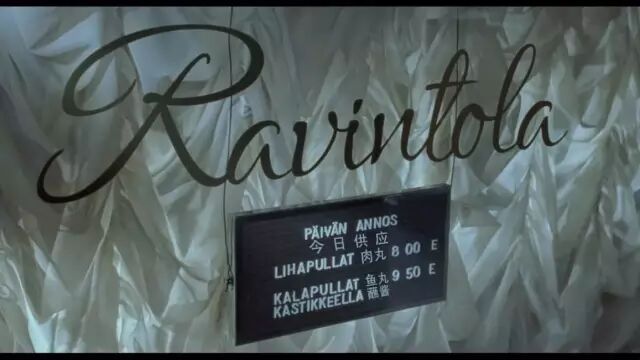 Ravintola
PÄIVÄN ANNOS
今日供应
LIHAPULLAT 肉丸 8 00 E
KALAPULLAT 鱼丸 9 50 E
KASTIKKEELLA 蘸酱